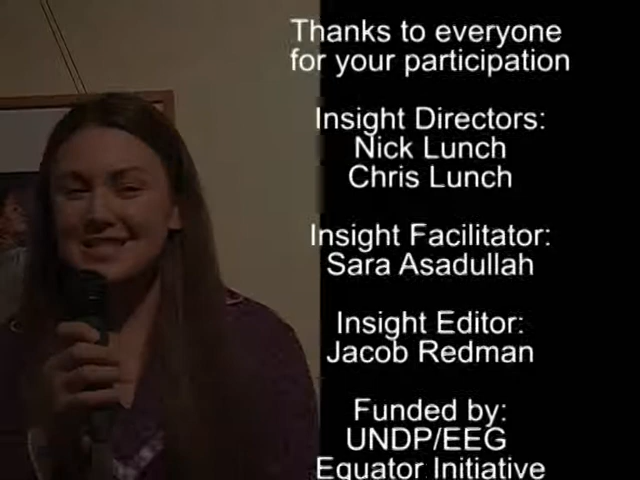 Thanks to everyone
for your participation
Insight Directors:
Nick Lunch
Chris Lunch
Insight Facilitator:
Sara Asadullah
Insight Editor:
Jacob Redman
Funded by:
UNDP/EEG
Equator Initiative